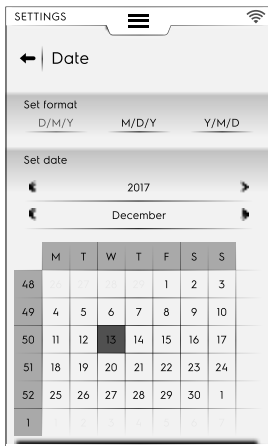 SETTINGS
Date
Set format
D/M/Y M/D/Y Y/M/D
Set date
2017
December
M T W T F S S
48 1 2 3
49 4 5 6 7 8 9 10
50 11 12 13 14 15 16 17
51 18 19 20 21 22 23 24
52 25 26 27 28 29 30 1
1